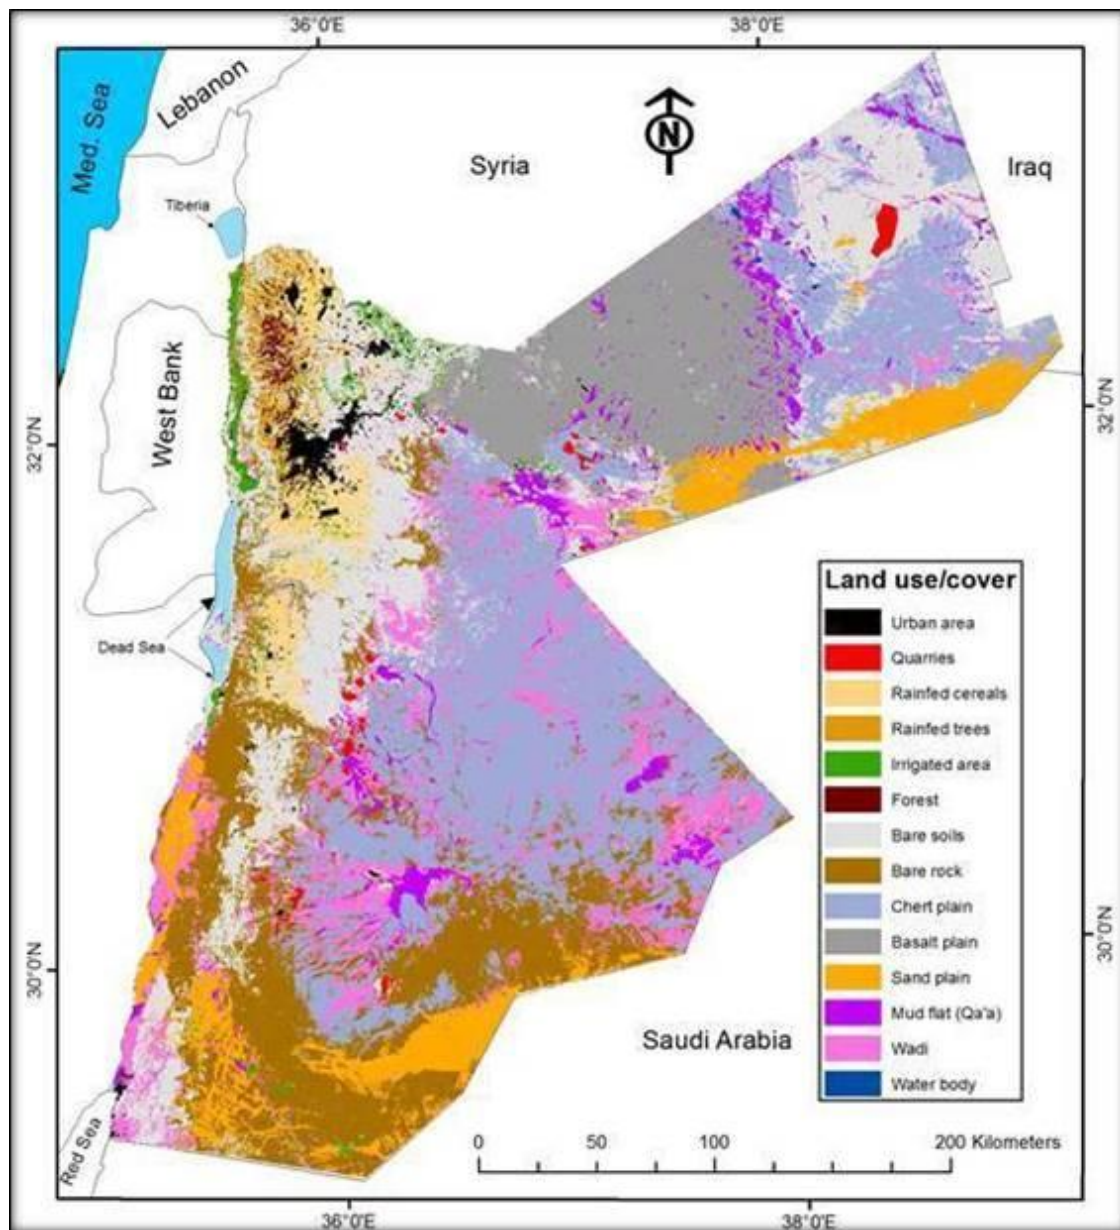 36°0'E
38°0'E
Med. Sea
Lebanon
N
Syria
Iraq
Tiberia
West Bank
32°0'N
32°0'N
Dead Sea
Land use/cover
Urban area
Quarries
Rainfed cereals
Rainfed trees
Irrigated area
Forest
Bare soils
Bare rock
Chert plain
Basalt plain
Sand plain
Mud flat (Qa'a)
Wadi
Water body
30°0'N
30°0'N
Saudi Arabia
Red Sea
0 50 100 200 Kilometers
36°0'E
38°0'E